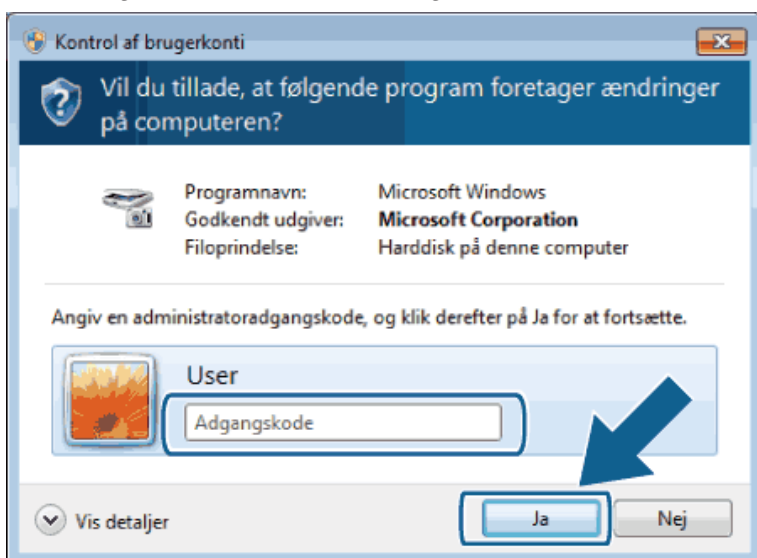 Kontrol af brugerkonti
Vil du tillade, at følgende program foretager ændringer
på computeren?
Programnavn: Microsoft Windows
Godkendt udgiver: Microsoft Corporation
Filoprindelse: Harddisk på denne computer
Angiv en administratoradgangskode, og klik derefter på Ja for at fortsætte.
User
Adgangskode
Vis detaljer Ja Nej